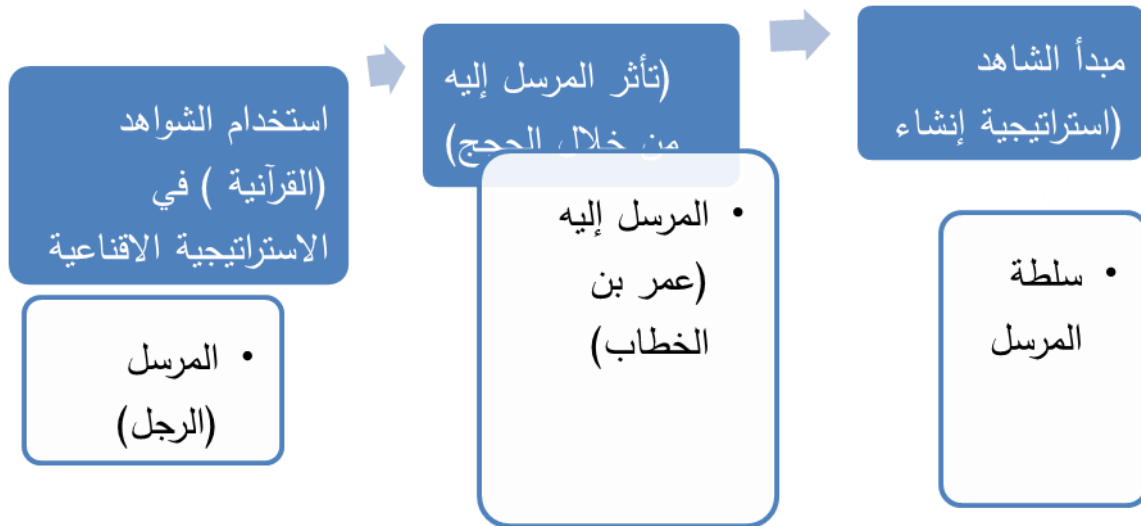 استخدام الشواهد
(القرآنية ) في
الاستراتيجية الاقناعية
• المرسل
(الرجل)
(تأثر المرسل إليه
من خلال الحجج)
• المرسل إليه
(عمر بن
الخطاب)
مبدأ الشاهد
(استراتيجية إنشاء
• سلطة
المرسل